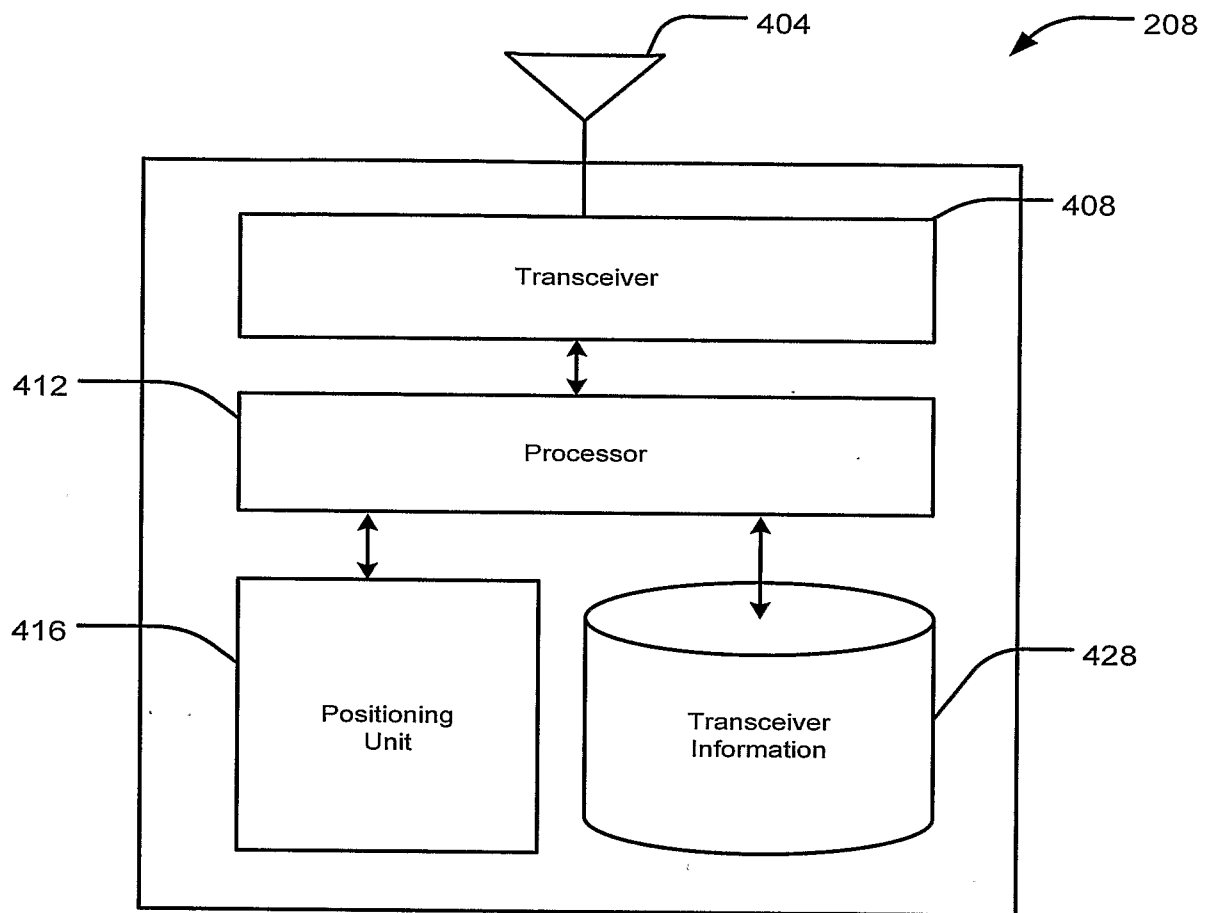 404
208
408
Transceiver
412
Processor
416
Positioning
Unit
Transceiver
Information
428